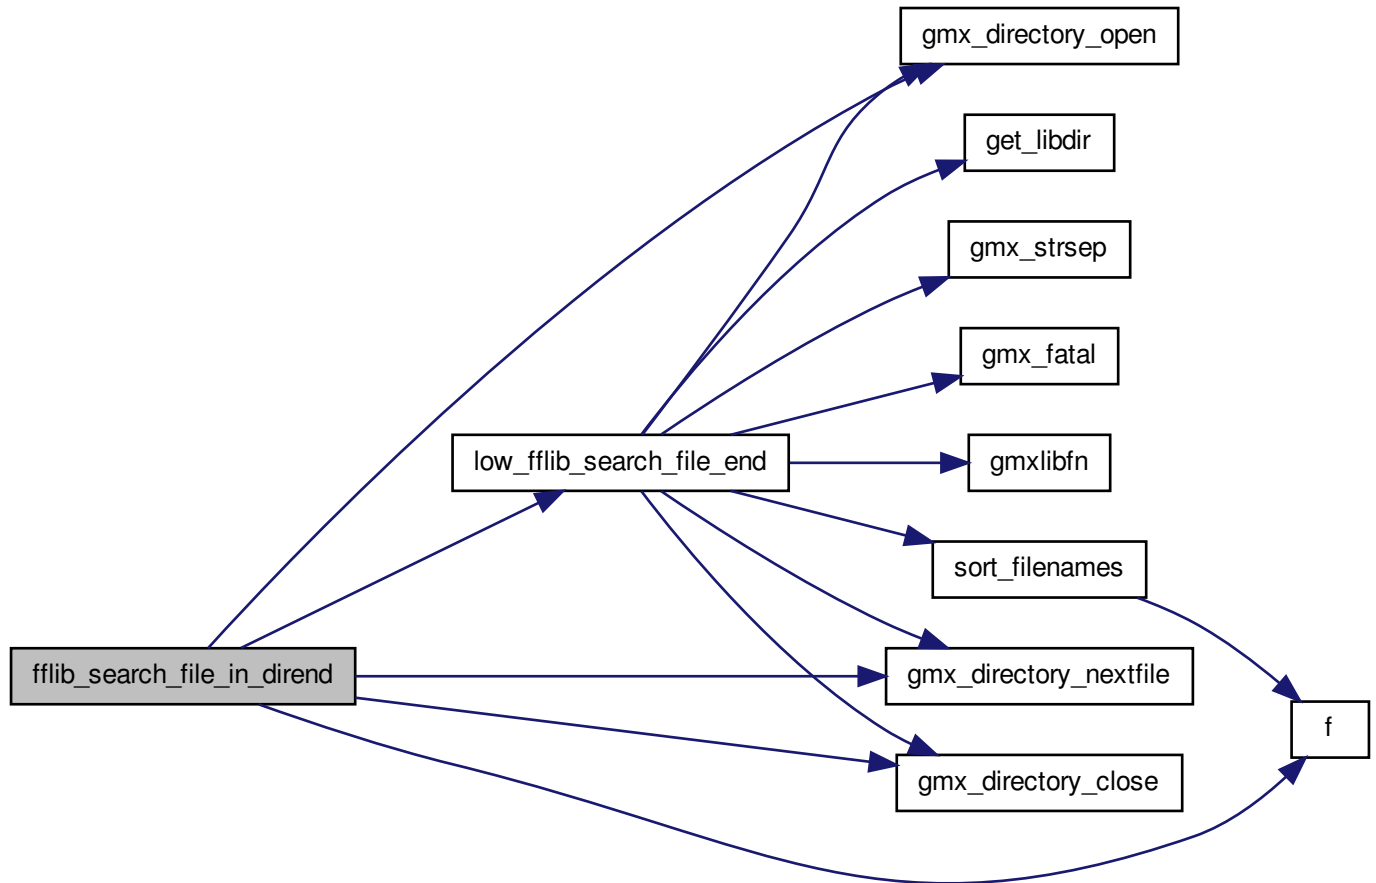 gmx_directory_open
get_libdir
gmx_strsep
gmx_fatal
low_fflib_search_file_end
gmxlibfn
sort_filenames
fflib_search_file_in_dirend
gmx_directory_nextfile
f
gmx_directory_close